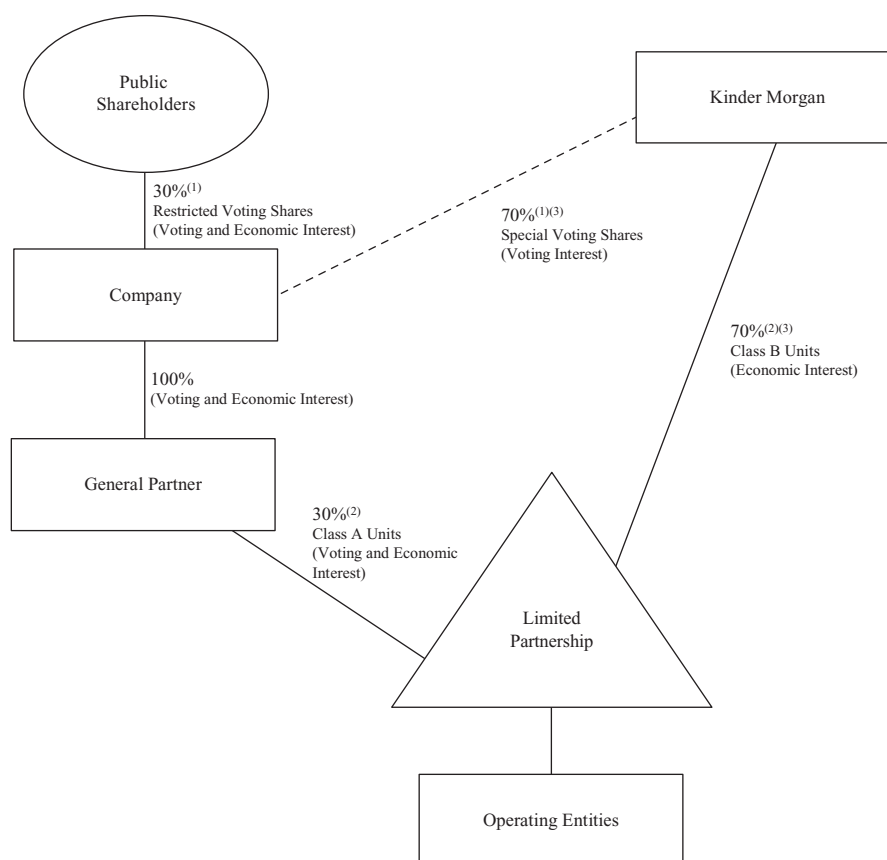 Public
Shareholders
Kinder Morgan
30%(1)
Restricted Voting Shares
(Voting and Economic Interest)
70%(1)(3)
Special Voting Shares
(Voting Interest)
Company
70%(2)(3)
Class B Units
(Economic Interest)
100%
(Voting and Economic Interest)
General Partner
30%(2)
Class A Units
(Voting and Economic
Interest)
Limited
Partnership
Operating Entities